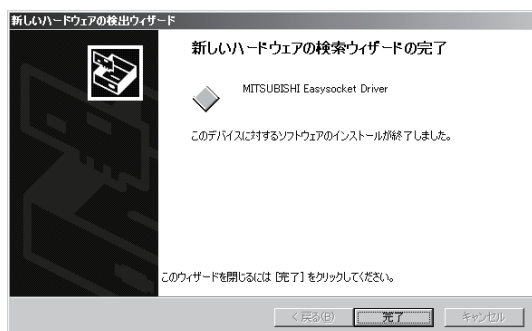 新しいハードウェアの検出ウィザード
新しいハードウェアの検索ウィザードの完了
MITSUBISHI Easysocket Driver
このデバイスに対するソフトウェアのインストールが終了しました。
このウィザードを閉じるには [完了] をクリックしてください。
< 戻る(B)
完了
キャンセル